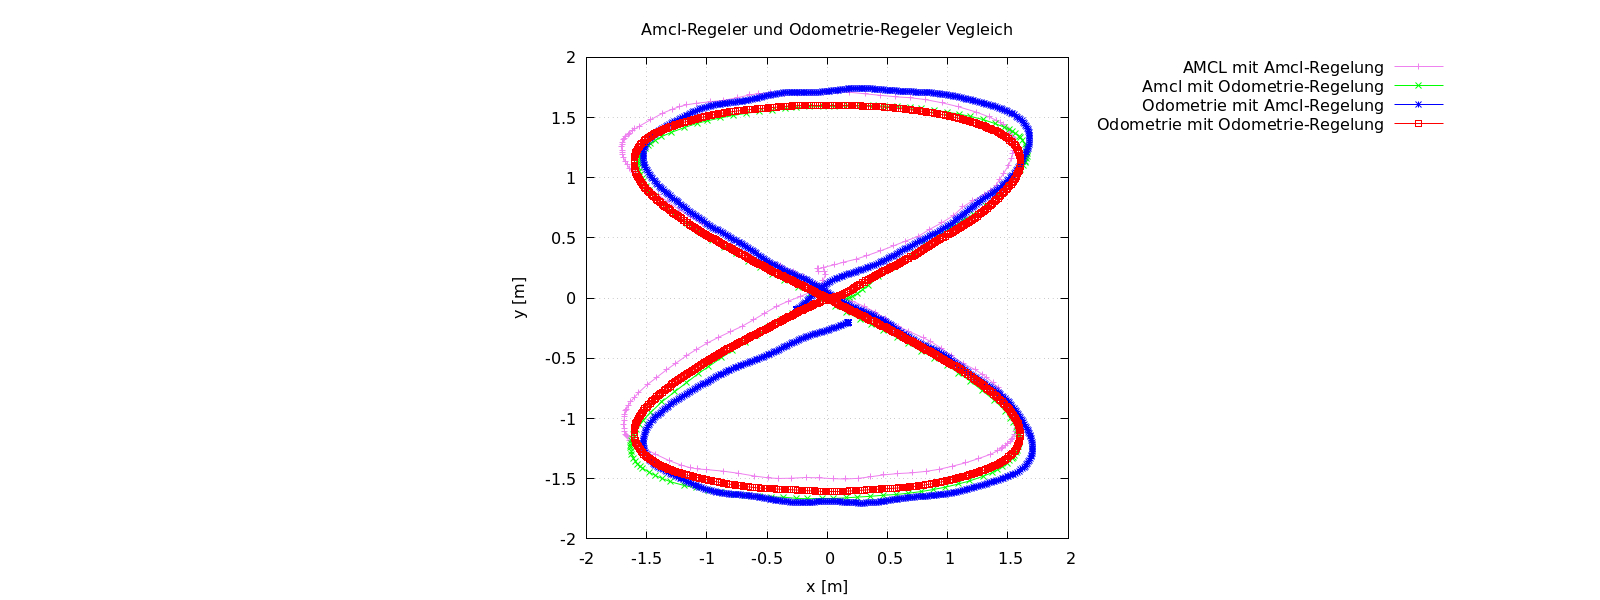 Amcl-Regeler und Odometrie-Regeler Vegleich
AMCL mit Amcl-Regelung
Amcl mit Odometrie-Regelung
Odometrie mit Amcl-Regelung
Odometrie mit Odometrie-Regelung
2
1.5
1
0.5
0
-0.5
-1
-1.5
-2
y [m]
-2 -1.5 -1 -0.5 0 0.5 1 1.5 2
x [m]